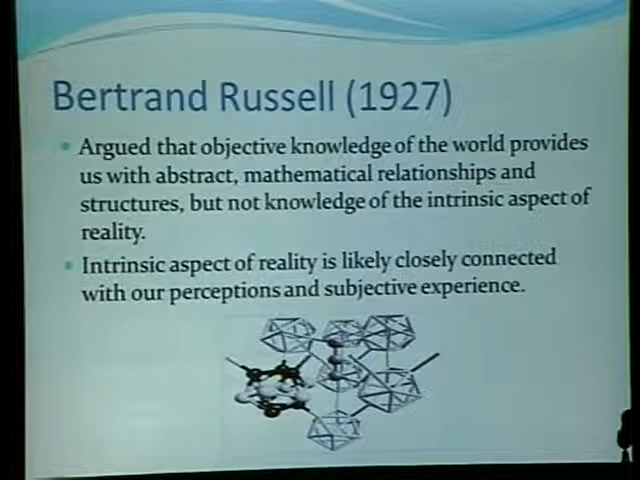 Bertrand Russell (1927)
Argued that objective knowledge of the world provides
us with abstract, mathematical relationships and
structures, but not knowledge of the intrinsic aspect of
reality.
Intrinsic aspect of reality is likely closely connected
with our perceptions and subjective experience.